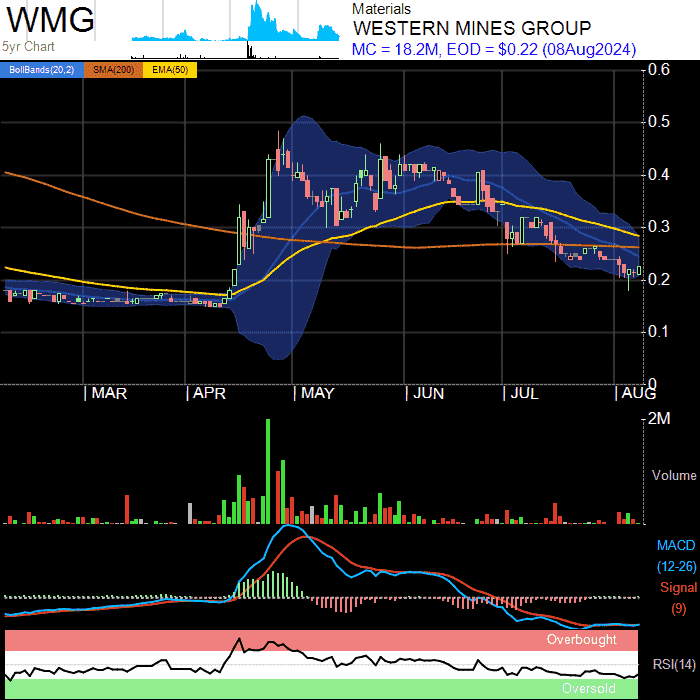 WMG
5yr Chart
Materials
WESTERN MINES GROUP
MC = 18.2M, EOD = $0.22 (08Aug2024)
BollBands(20,2) SMA(200) EMA(50)
0.6
0.5
0.4
0.3
0.2
0.1
0
MAR APR MAY JUN JUL AUG
2M
Volume
MACD
(12-26)
Signal
(9)
Overbought
RSI(14)
Oversold